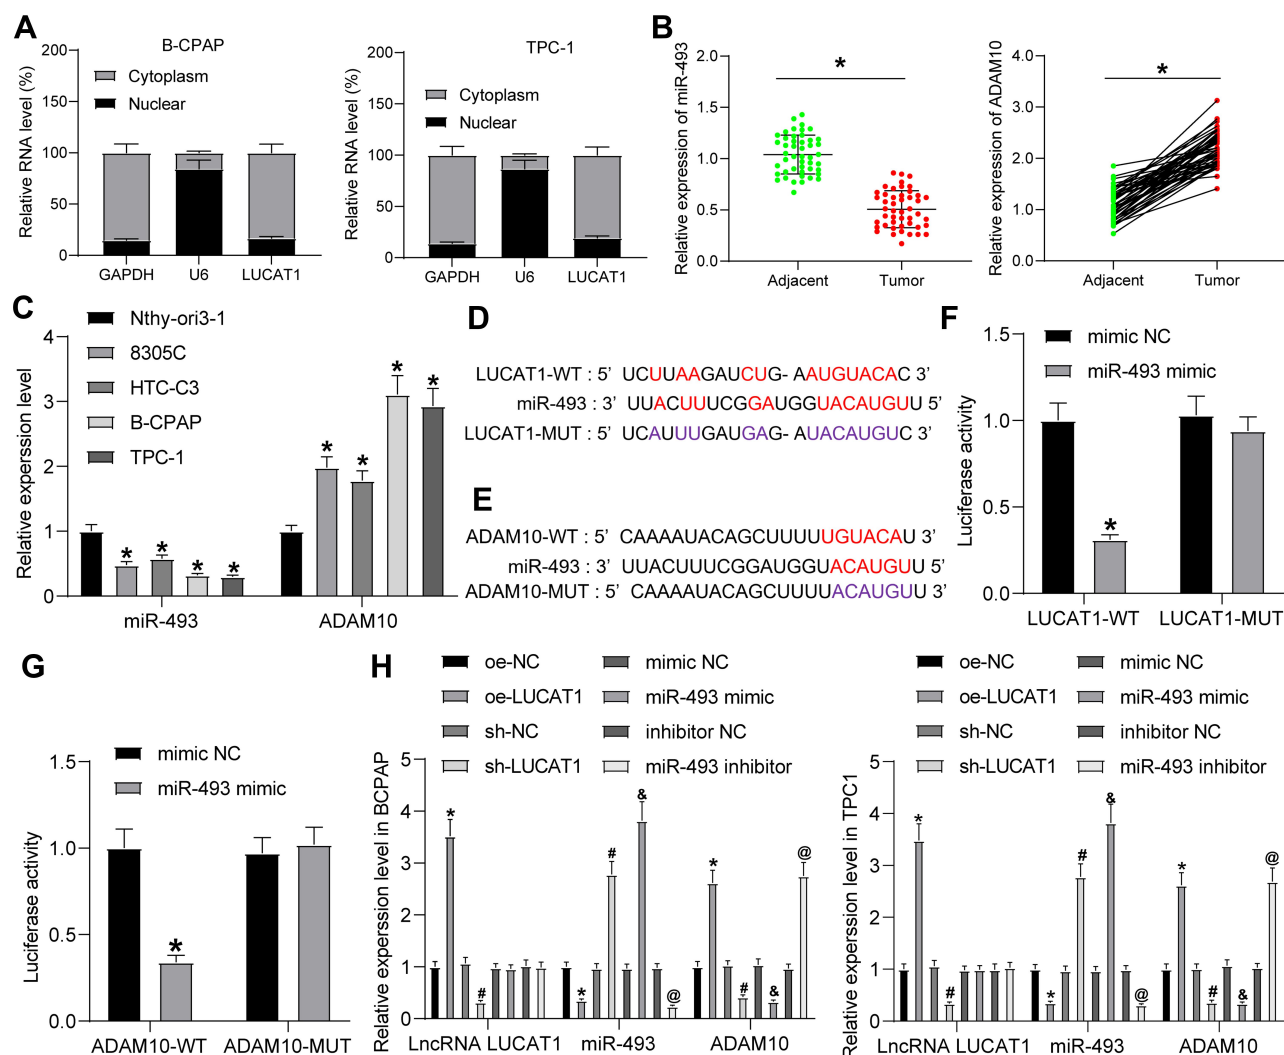 A
B-CPAP
Relative RNA level (%)
200
150
100
50
0
Cytoplasm
Nuclear
GAPDH U6 LUCAT1
TPC-1
Relative RNA level (%)
200
150
100
50
0
Cytoplasm
Nuclear
GAPDH U6 LUCAT1
B
Relative expression of miR-493
2.0
1.5
1.0
0.5
0.0
*
Adjacent Tumor
Relative expression of ADAM10
4.0
3.0
2.0
1.0
0.0
*
Adjacent Tumor
C
Relative experssion level
4
3
2
1
0
Nthy-ori3-1
8305C
HTC-C3
B-CPAP
TPC-1
* * * * * * * *
miR-493 ADAM10
D
LUCAT1-WT : 5’ UCUUAAGAUCUG- AAUGUACAC 3’
miR-493 : 3’ UUACUUUCGGAUGGUACAUGUU 5’
LUCAT1-MUT : 5’ UCAUUUGAUGAG- AUACAUGUC 3’
E
ADAM10-WT : 5’ CAAAAUACAGCUUUUUGUACAU 3’
miR-493 : 3’ UUACUUUCGGAUGGUACAUGUU 5’
ADAM10-MUT : 5’ CAAAAUACAGCUUUUACAUGUU 3’
F
Luciferase activity
1.5
1.0
0.5
0.0
mimic NC
miR-493 mimic
*
LUCAT1-WT LUCAT1-MUT
G
Luciferase activity
1.5
1.0
0.5
0.0
mimic NC
miR-493 mimic
*
ADAM10-WT ADAM10-MUT
H
oe-NC mimic NC
oe-LUCAT1 miR-493 mimic
sh-NC inhibitor NC
sh-LUCAT1 miR-493 inhibitor
Relative experssion level in BCPAP
5
4
3
2
1
0
* # * # & @ * # & @
LncRNA LUCAT1 miR-493 ADAM10
oe-NC mimic NC
oe-LUCAT1 miR-493 mimic
sh-NC inhibitor NC
sh-LUCAT1 miR-493 inhibitor
Relative experssion level in TPC1
5
4
3
2
1
0
* # * # & @ * # & @
LncRNA LUCAT1 miR-493 ADAM10